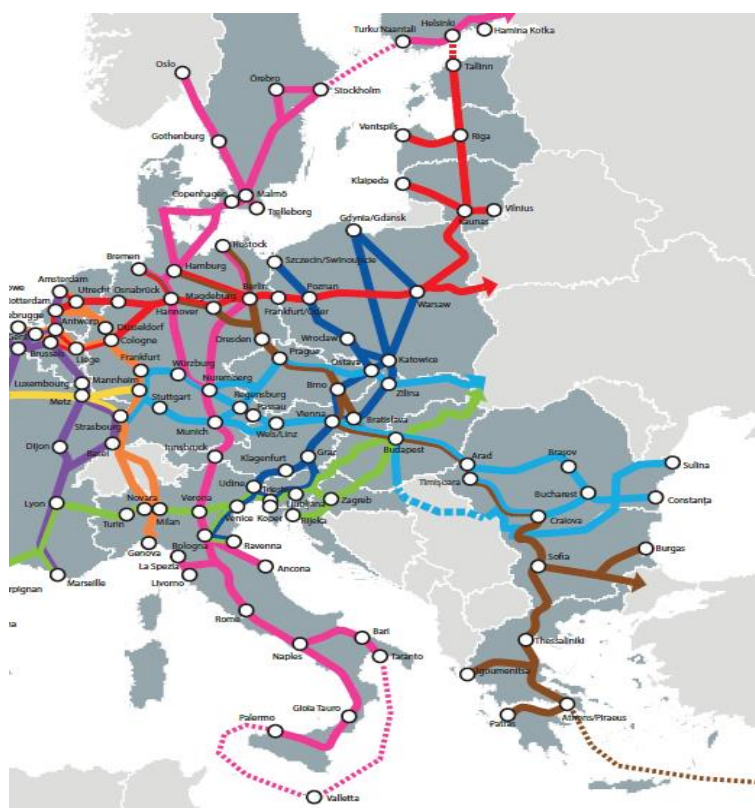 Helsinki
Turku Naantali
Hamina Kotka
Oslo
Tallinn
Örebro
Stockholm
Ventspils
Riga
Gothenburg
Klaipeda
Copenhagen
Malmö
Vilnius
Trelleborg
Kaunas
Gdynia/Gdansk
Rostock
Bremen
Szczecin/Swinoujscie
Hamburg
Amsterdam
Utrecht
Osnabrück
Magdeburg
Berlin
Poznan
Hannover
Frankfurt/Oder
Warsaw
Antwerp
Düsseldorf
Cologne
Dresden
Wroclaw
Brussels
Liege
Frankfurt
Prague
Katowice
Würzburg
Ostava
Luxembourg
Mannheim
Nuremberg
Brno
Zilina
Metz
Stuttgart
Regensburg
Passau
Strasbourg
Vienna
Bratislava
Munich
Wels/Linz
Dijon
Basel
Innsbruck
Klagenfurt
Graz
Budapest
Arad
Brașov
Sulina
Udine
Timișoara
Bucharest
Lyon
Novara
Verona
Trieste
Ljubljana
Zagreb
Constanța
Turin
Milan
Venice
Koper
Rijeka
Craiova
Genova
Bologna
Ravenna
Sofia
Burgas
Marseille
La Spezia
Livorno
Ancona
rpignan
Rome
Bari
Thessaliniki
Naples
Taranto
Igoumenitsa
Gioia Tauro
Palermo
Patras
Athens/Piraeus
Valletta